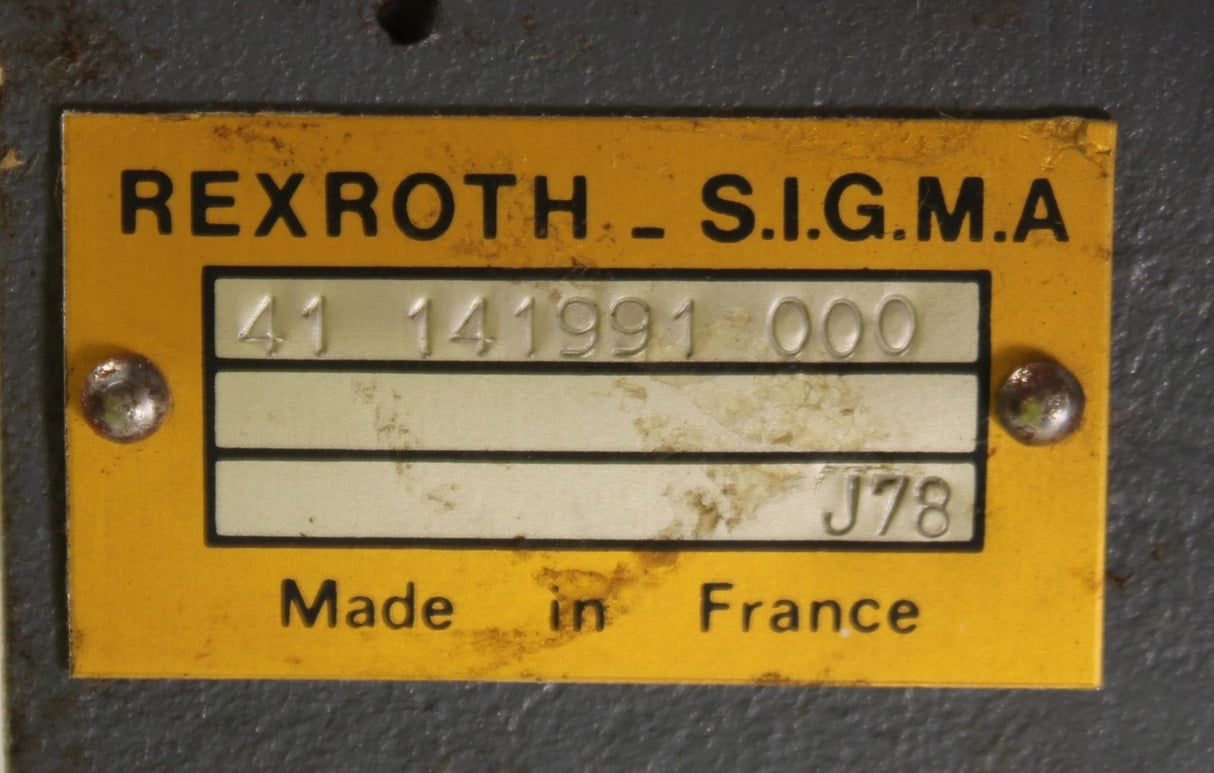 REXROTH - S.I.G.M.A
41 141991 000
J78
Made in France